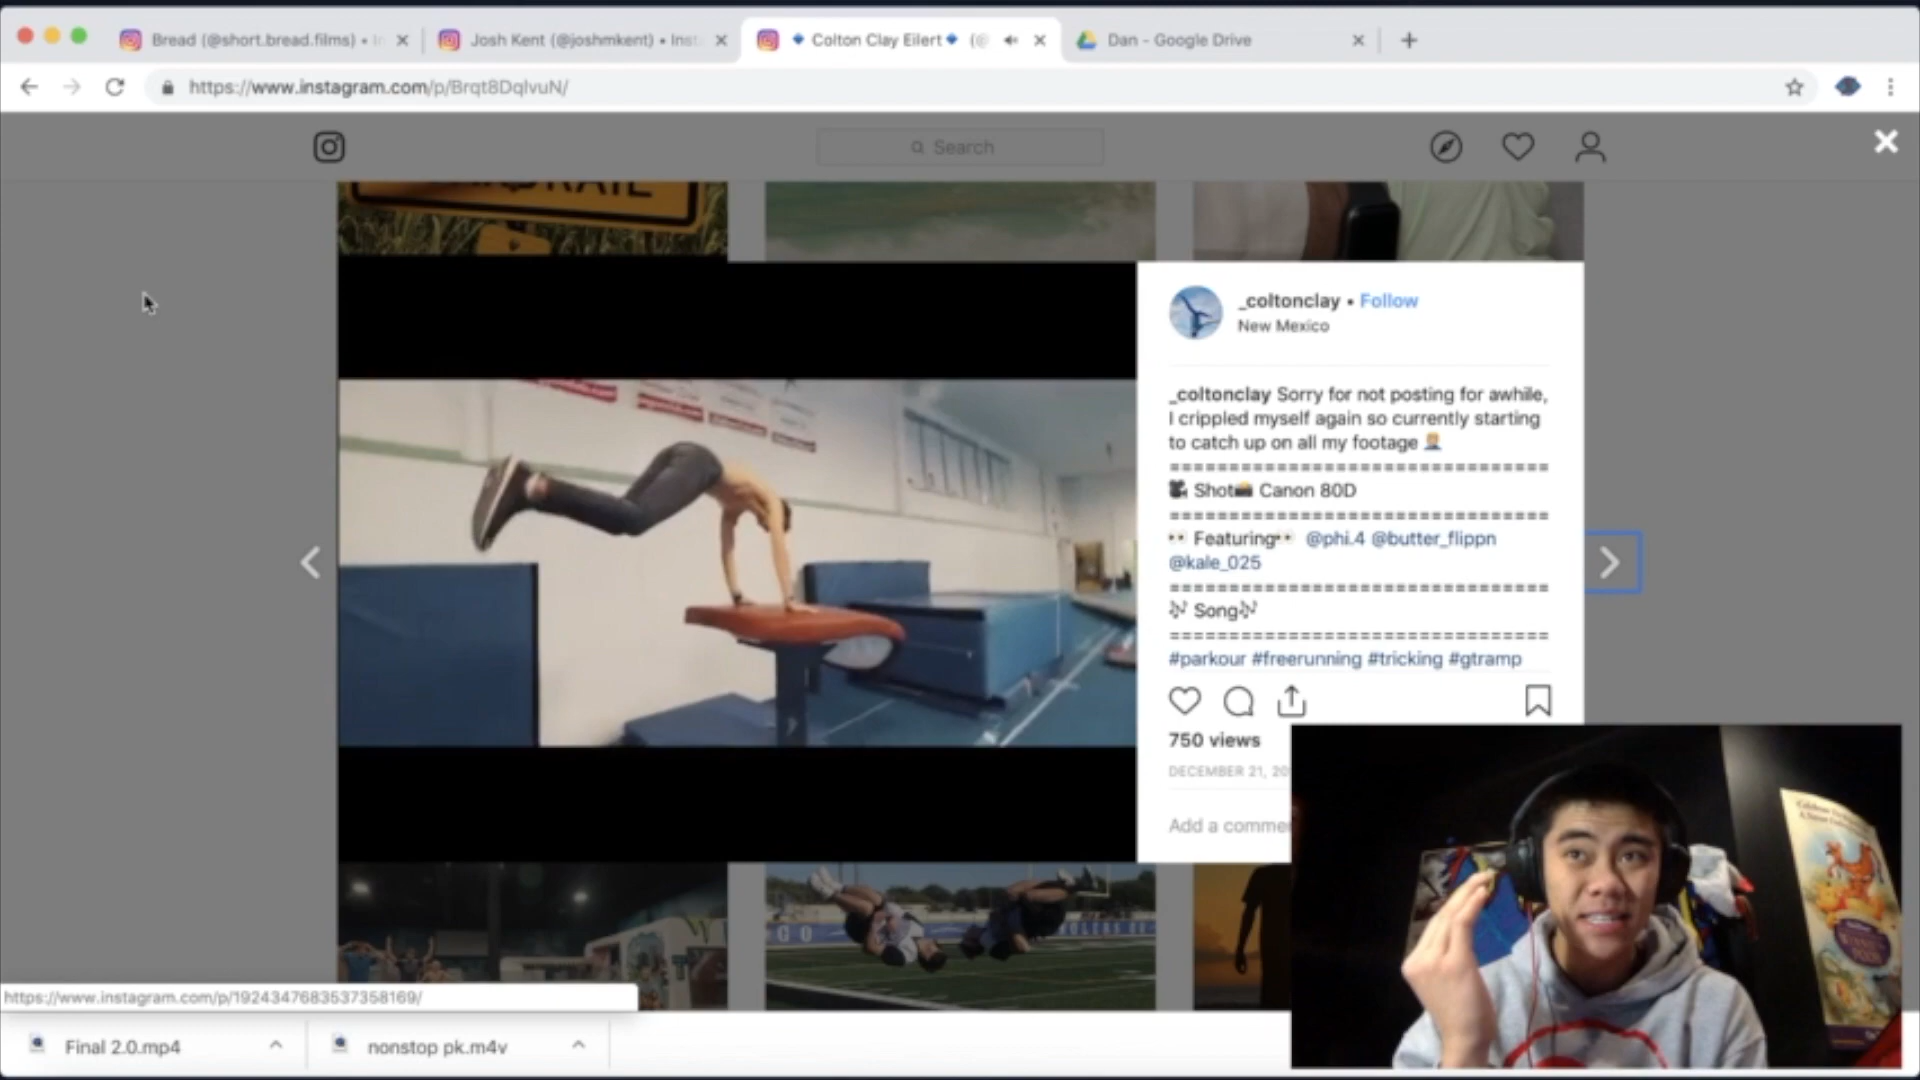 Bread (@short.bread.films) • In
Josh Kent (@joshmkent) • Inst
Colton Clay Eilert (@
Dan - Google Drive
https://www.instagram.com/p/Brqt8DqlvuN/
Search
_coltonclay • Follow
New Mexico
_coltonclay Sorry for not posting for awhile,
I crippled myself again so currently starting
to catch up on all my footage 🤦🏼‍♂️
================================
🎥 Shot📸 Canon 80D
================================
👀 Featuring👀 @phi.4 @butter_flippn
@kale_025
================================
🎶 Song🎶
================================
#parkour #freerunning #tricking #gtramp
750 views
DECEMBER 21, 20
Add a comme
GO
https://www.instagram.com/p/1924347683537358169/
Final 2.0.mp4
nonstop pk.m4v